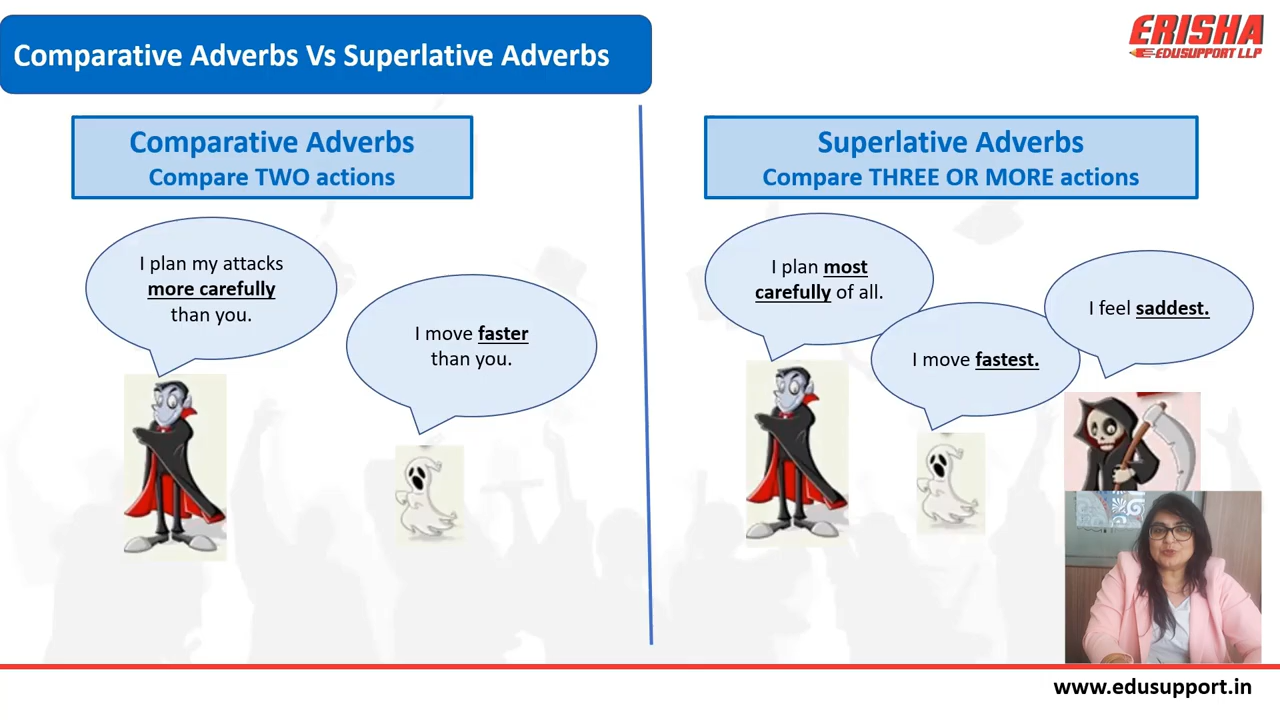 Comparative Adverbs Vs Superlative Adverbs
ERISHA
EDUSUPPORT LLP
Comparative Adverbs
Compare TWO actions
I plan my attacks
more carefully
than you.
I move faster
than you.
Superlative Adverbs
Compare THREE OR MORE actions
I plan most
carefully of all.
I move fastest.
I feel saddest.
www.edusupport.in